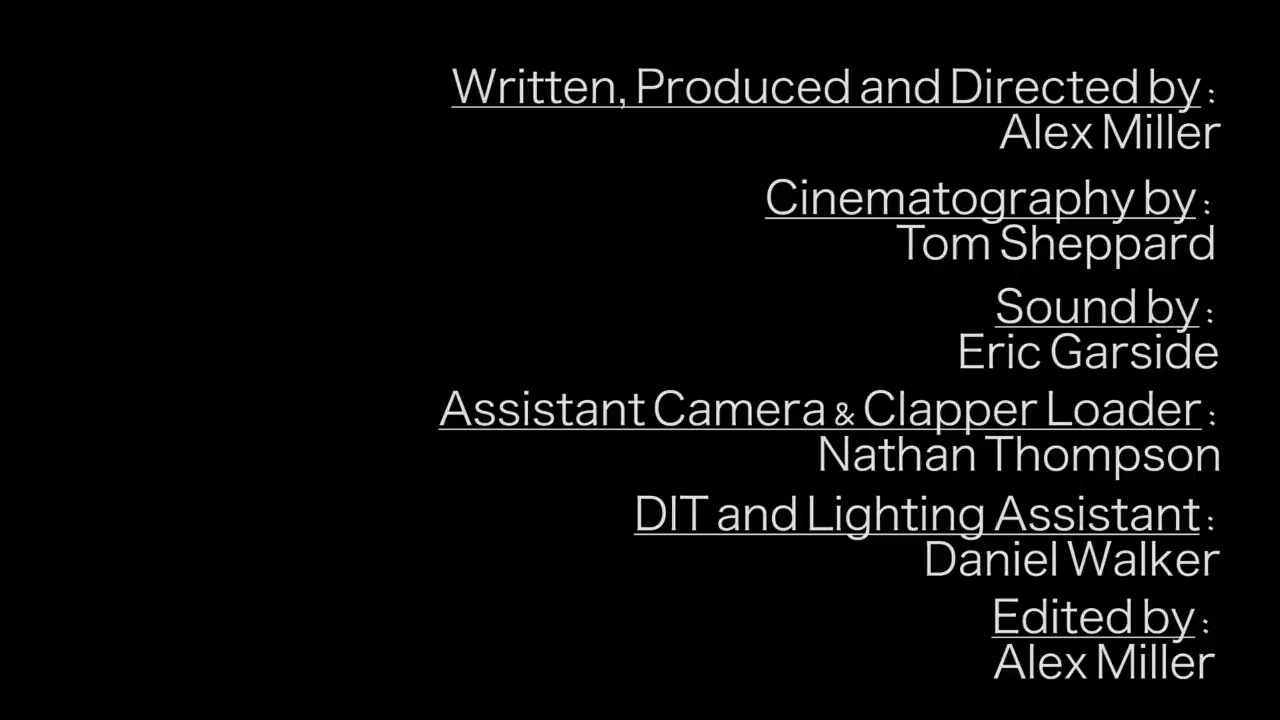 Written, Produced and Directed by:
Alex Miller
Cinematography by:
Tom Sheppard
Sound by:
Eric Garside
Assistant Camera & Clapper Loader:
Nathan Thompson
DIT and Lighting Assistant:
Daniel Walker
Edited by:
Alex Miller